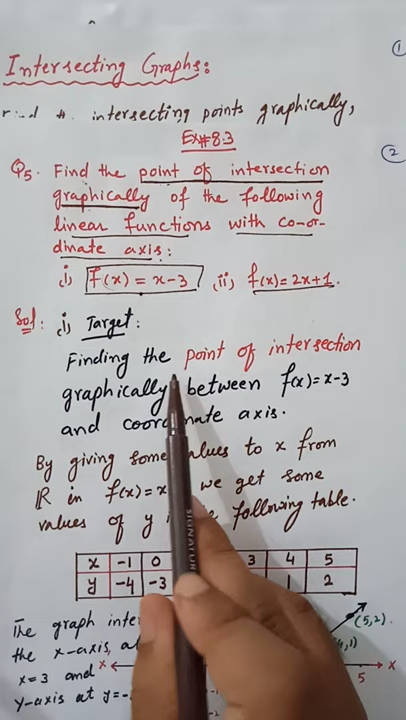 Intersecting Graphs:
intersecting points graphically,
Ex#8.3
Q5. Find the point of intersection
graphically of the following
linear functions with co-or-
dinate axis:
(i) f(x) = x-3 (ii) f(x) = 2x+1.
Sol: (i) Target:
Finding the point of intersection
graphically between f(x) = x-3
and coordinate axis.
By giving some values to x from
ℝ in f(x)=x we get some
values of y following table.
x -1 0 3 4 5
y -4 -3 1 2
The graph
the x-axis,
x=3 and
y-axis at y=-
(5,2).
x x
5
-2
1
2